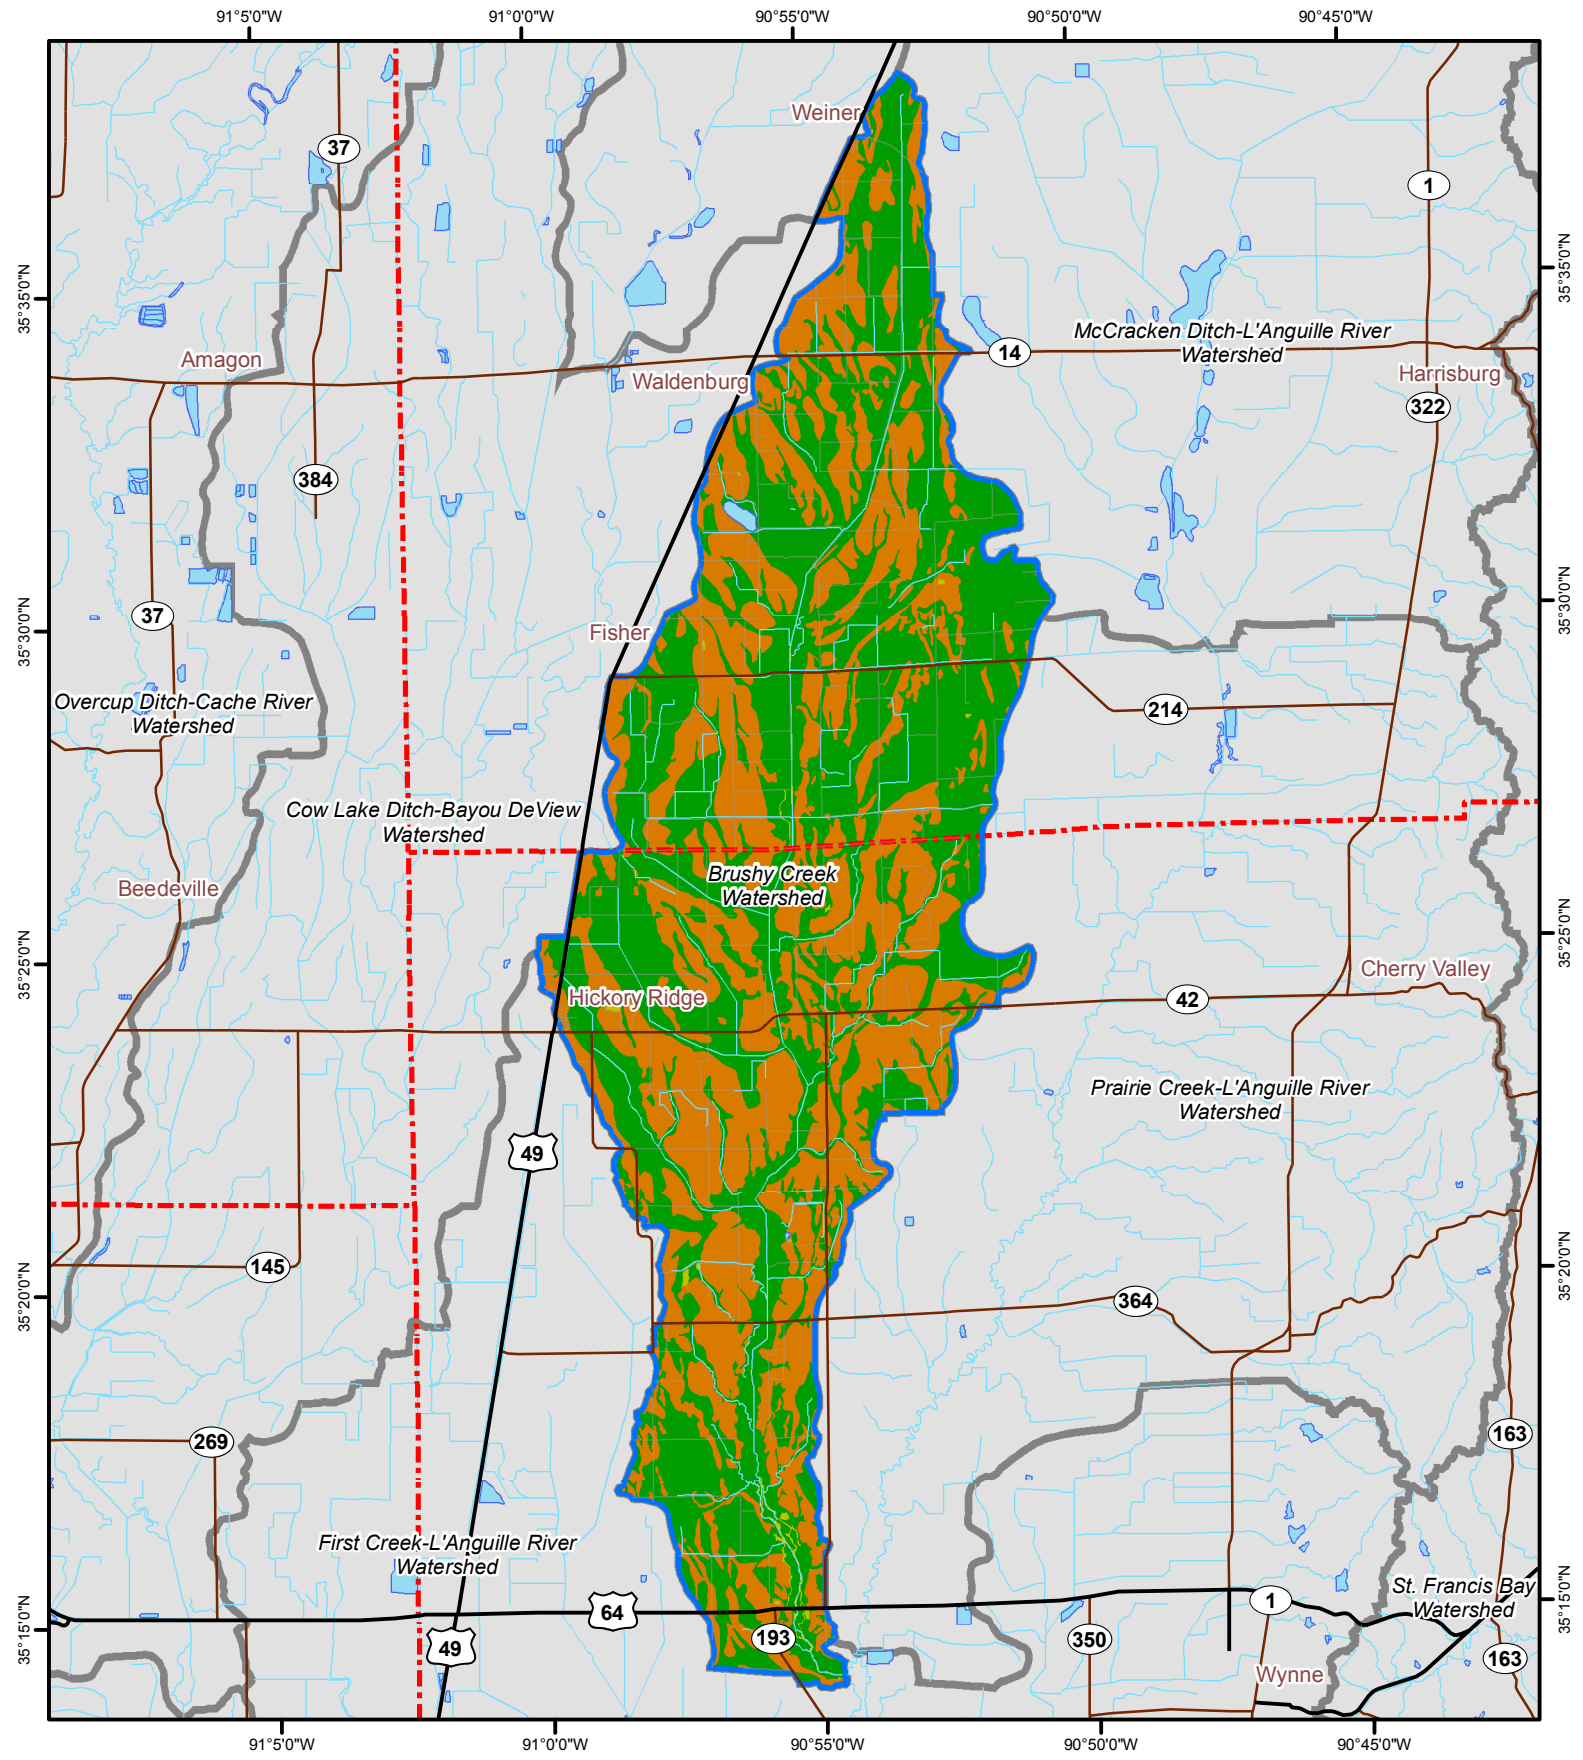 91°5'0"W
91°0'0"W
90°55'0"W
90°50'0"W
90°45'0"W
Weiner
37
1
35°35'0"N
35°35'0"N
McCracken Ditch-L'Anguille River
Watershed
14
Amagon
Waldenburg
Harrisburg
322
384
35°30'0"N
35°30'0"N
37
Fisher
Overcup Ditch-Cache River
Watershed
214
Cow Lake Ditch-Bayou DeView
Watershed
Brushy Creek
Watershed
Beedeville
35°25'0"N
35°25'0"N
Cherry Valley
Hickory Ridge
42
Prairie Creek-L'Anguille River
Watershed
49
145
35°20'0"N
35°20'0"N
364
269
163
First Creek-L'Anguille River
Watershed
St. Francis Bay
Watershed
35°15'0"N
35°15'0"N
64
1
49
193
350
163
Wynne
91°5'0"W
91°0'0"W
90°55'0"W
90°50'0"W
90°45'0"W